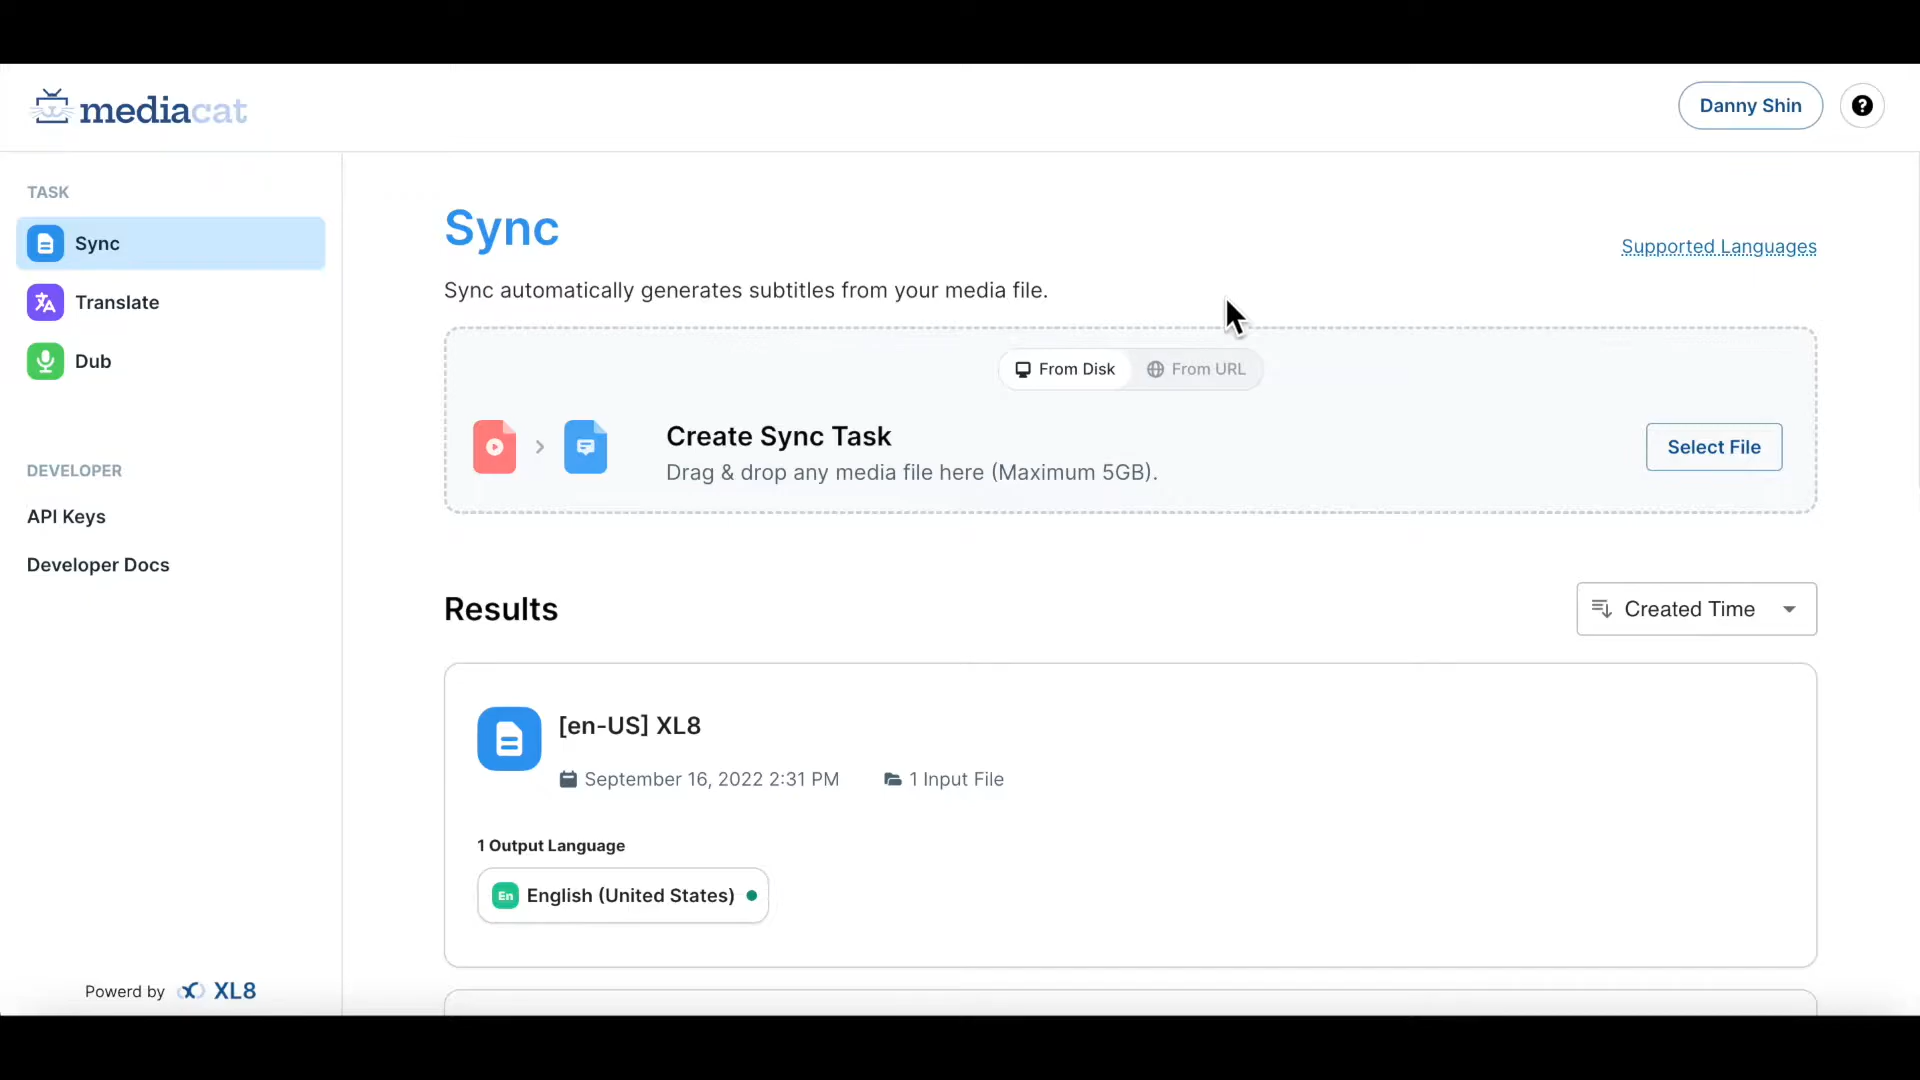 mediacat
Danny Shin
?
TASK
Sync
Translate
Dub
DEVELOPER
API Keys
Developer Docs
Powerd by XL8
Sync
Supported Languages
Sync automatically generates subtitles from your media file.
From Disk
From URL
Create Sync Task
Drag & drop any media file here (Maximum 5GB).
Select File
Results
Created Time
[en-US] XL8
September 16, 2022 2:31 PM
1 Input File
1 Output Language
En English (United States)